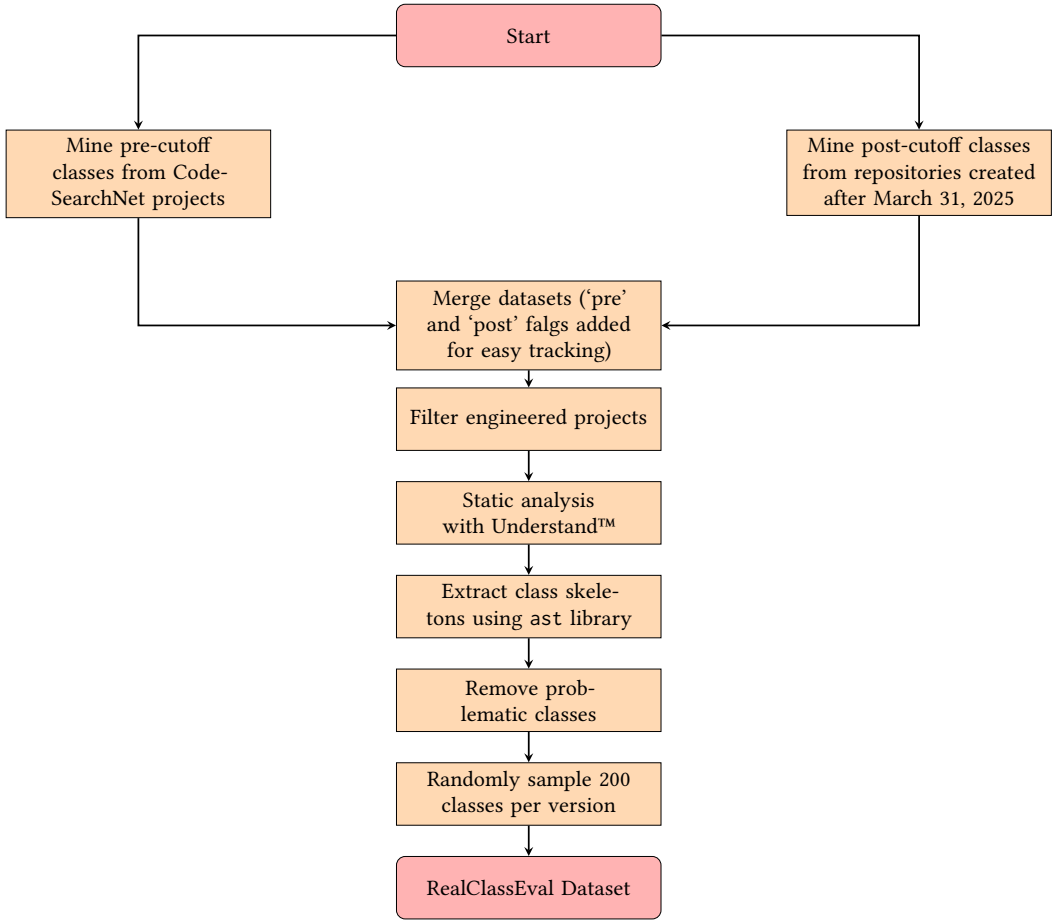 Start
Mine pre-cutoff
classes from Code-
SearchNet projects
Mine post-cutoff classes
from repositories created
after March 31, 2025
Merge datasets (‘pre’
and ‘post’ falgs added
for easy tracking)
Filter engineered projects
Static analysis
with Understand™
Extract class skele-
tons using ast library
Remove prob-
lematic classes
Randomly sample 200
classes per version
RealClassEval Dataset